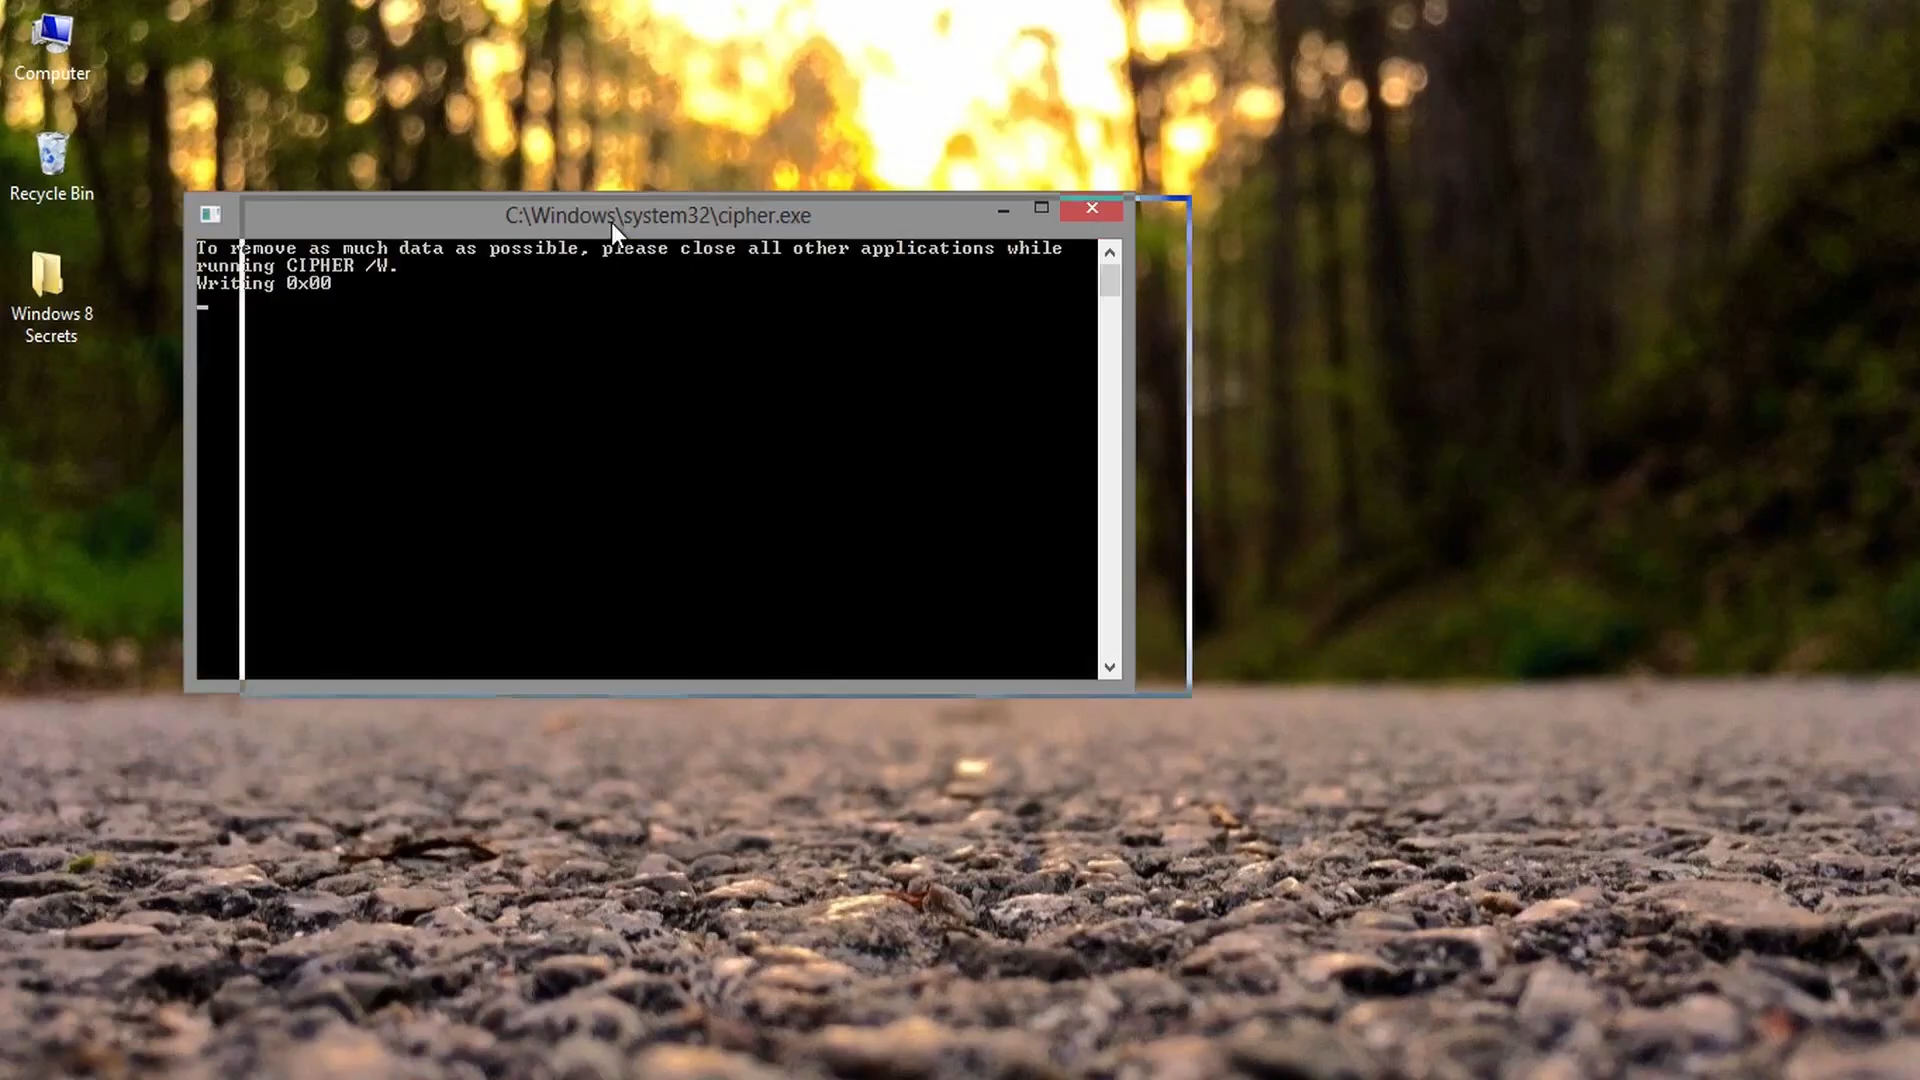 Computer
Recycle Bin
Windows 8
Secrets
C:\Windows\system32\cipher.exe
To remove as much data as possible, please close all other applications while
running CIPHER /W.
Writing 0x00